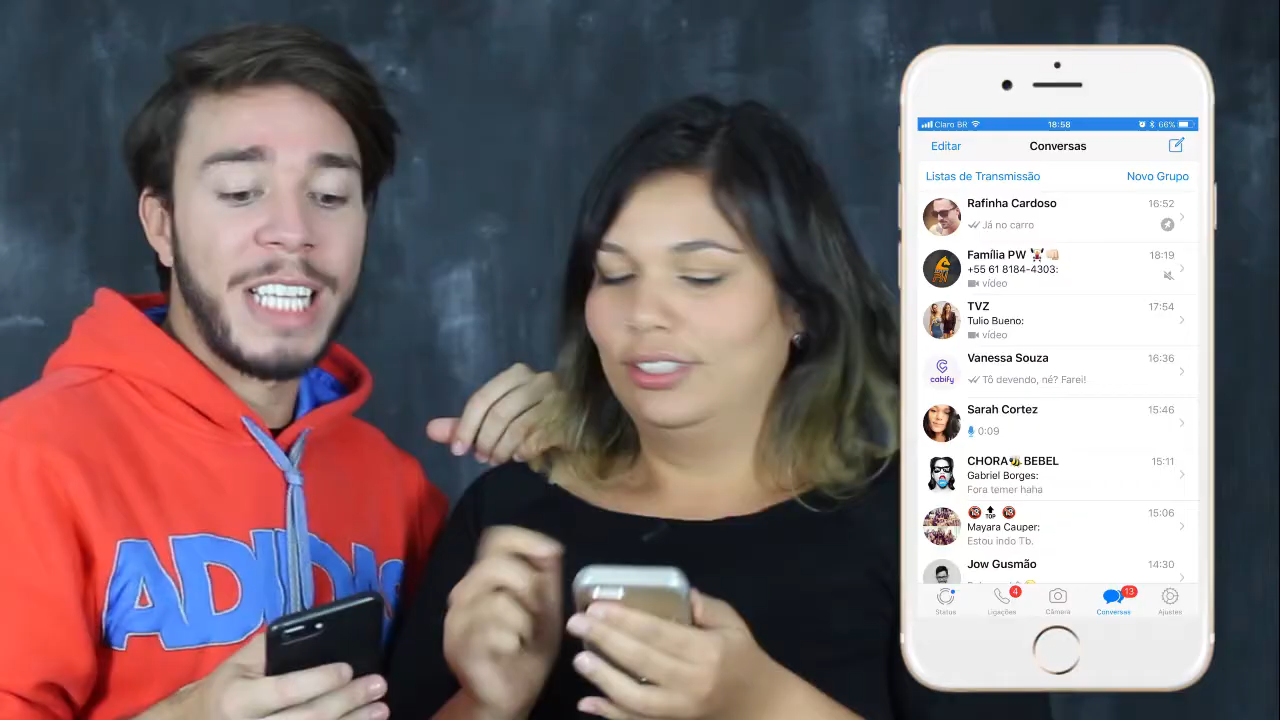 ADIDAS
Claro BR
18:58
66%
Editar
Conversas
Listas de Transmissão
Novo Grupo
Rafinha Cardoso
16:52
Já no carro
Família PW
18:19
+55 61 8184-4303:
vídeo
TVZ
17:54
Tulio Bueno:
vídeo
Vanessa Souza
16:36
cabify
Tô devendo, né? Farei!
Sarah Cortez
15:46
0:09
CHORA BEBEL
15:11
Gabriel Borges:
Fora temer haha
TOP
15:06
Mayara Cauper:
Estou indo Tb.
Jow Gusmão
14:30
4
13
Status
Ligações
Câmera
Conversas
Ajustes